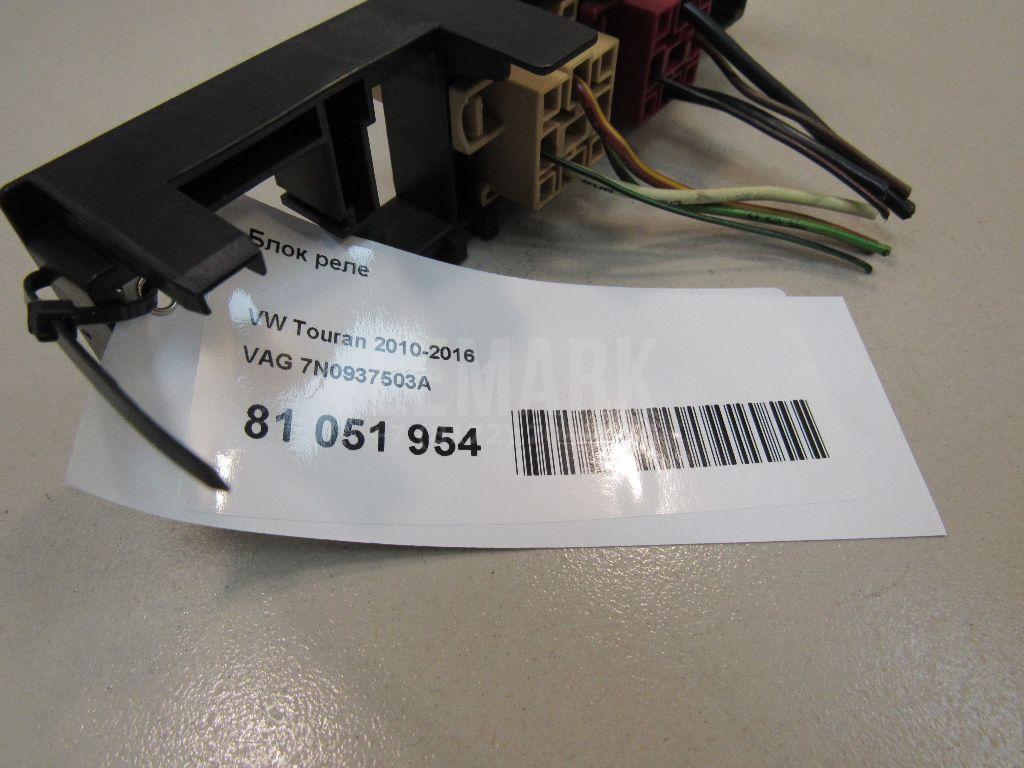 Блок реле
VW Touran 2010-2016
VAG 7N0937503A
81 051 954